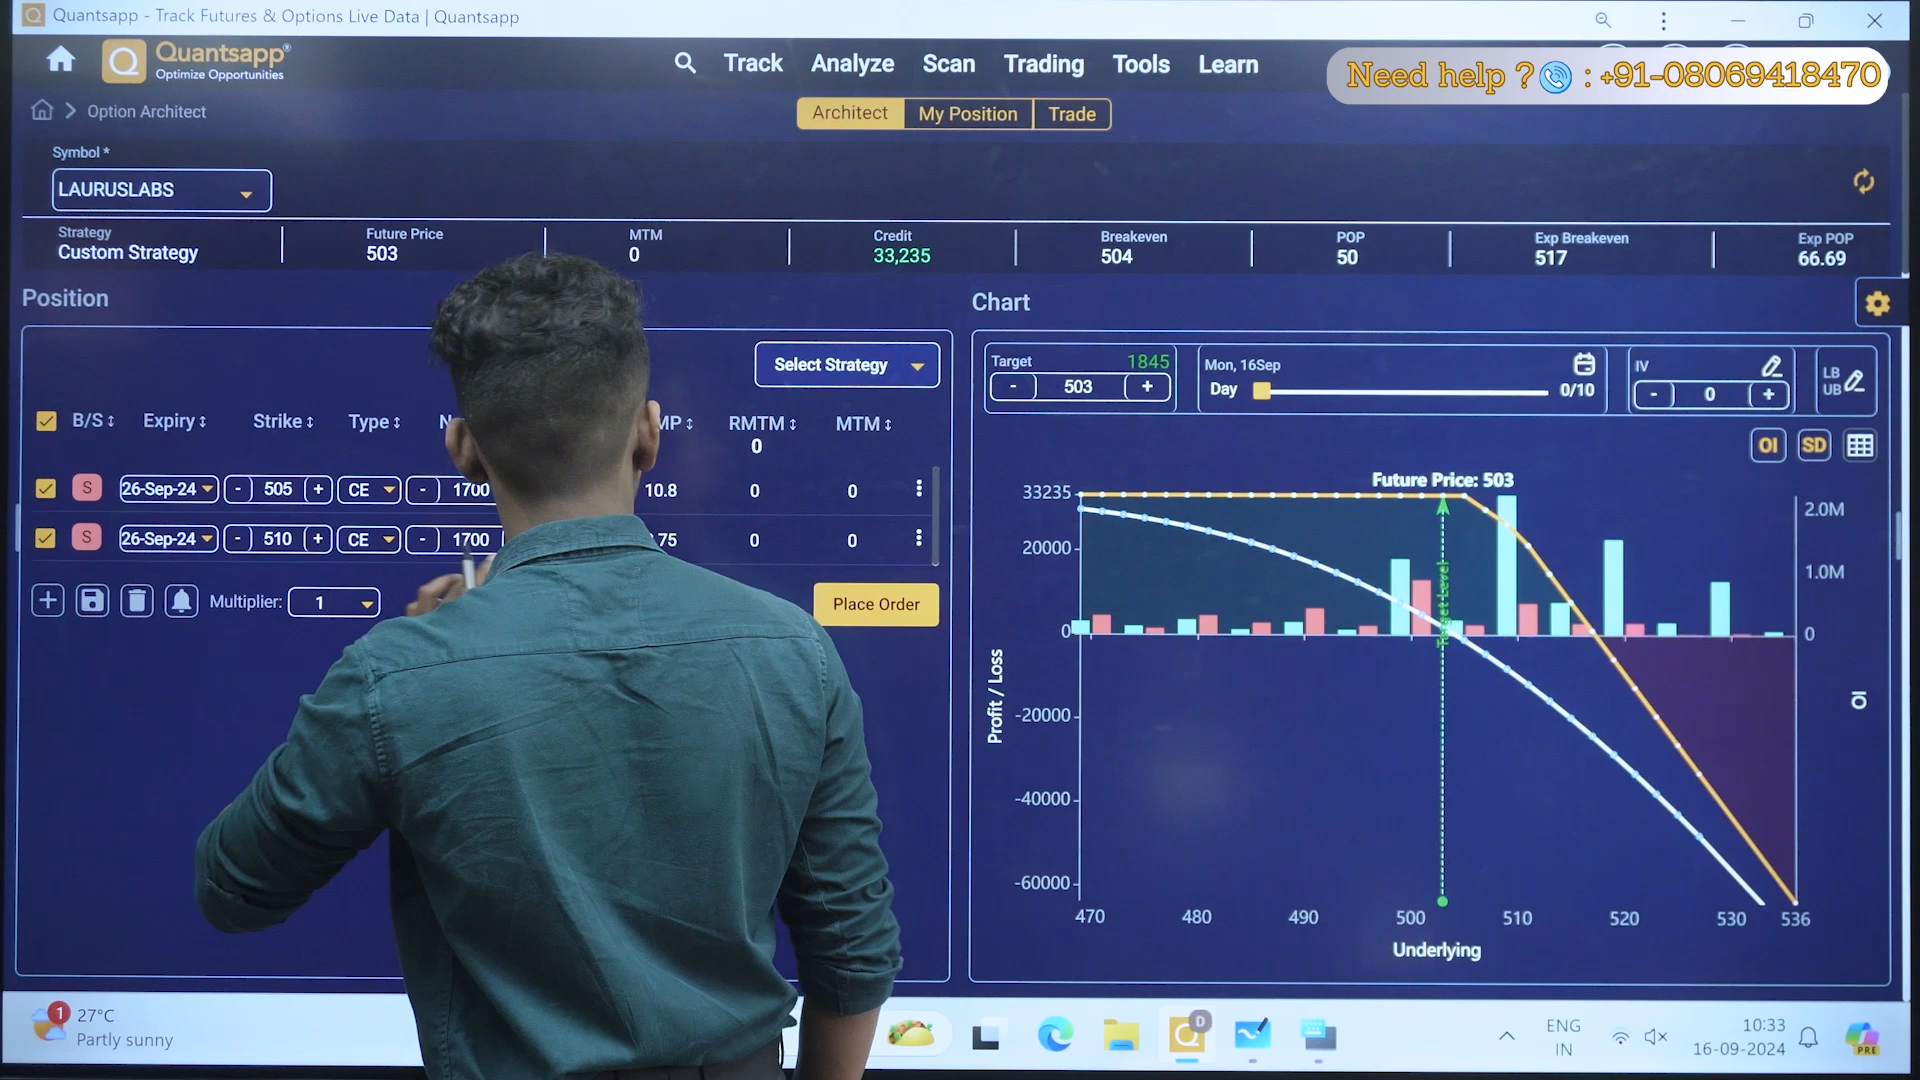 Quantsapp - Track Futures & Options Live Data | Quantsapp
Quantsapp®
Optimize Opportunities
Track Analyze Scan Trading Tools Learn
Need help ? : +91-08069418470
Option Architect
Architect My Position Trade
Symbol *
LAURUSLABS
Strategy Future Price MTM Credit Breakeven POP Exp Breakeven Exp POP
Custom Strategy 503 0 33,235 504 50 517 66.69
Position
Select Strategy
B/S Expiry Strike Type RMTM MTM
0
S 26-Sep-24 - 505 + CE - 1700 10.8 0 0
S 26-Sep-24 - 510 + CE - 1700 .75 0 0
Multiplier: 1
Place Order
Chart
Target 1845
- 503 +
Mon, 16Sep
Day 0/10
IV
- 0 +
LB
UB
OI SD
Future Price: 503
Target Level
33235
20000
0
-20000
-40000
-60000
Profit / Loss
2.0M
1.0M
0
OI
470 480 490 500 510 520 530 536
Underlying
1
27°C
Partly sunny
D
ENG
IN
10:33
16-09-2024
PRE